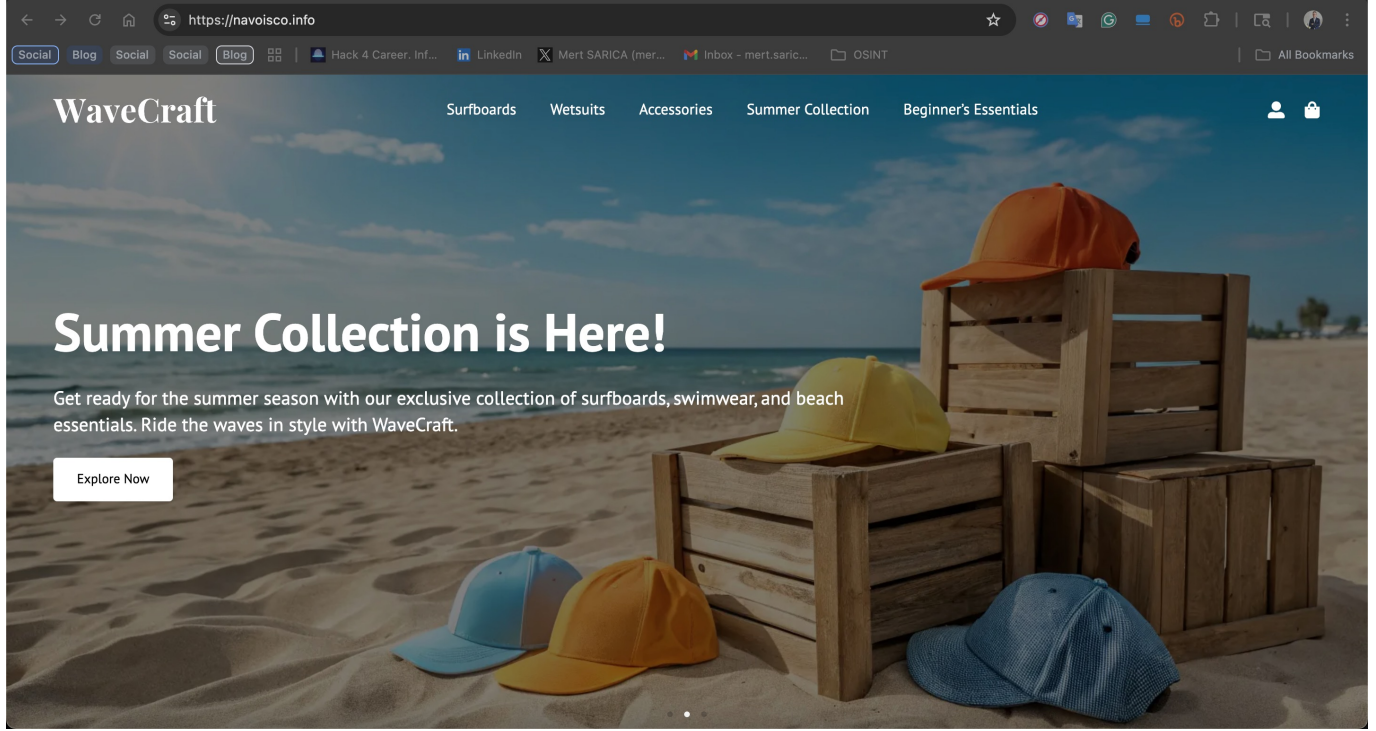 https://navoisco.info
Social Blog Social Social Blog Hack 4 Career. Inf... LinkedIn Mert SARICA (mer... Inbox - mert.saric... OSINT All Bookmarks
WaveCraft Surfboards Wetsuits Accessories Summer Collection Beginner's Essentials
Summer Collection is Here!
Get ready for the summer season with our exclusive collection of surfboards, swimwear, and beach
essentials. Ride the waves in style with WaveCraft.
Explore Now